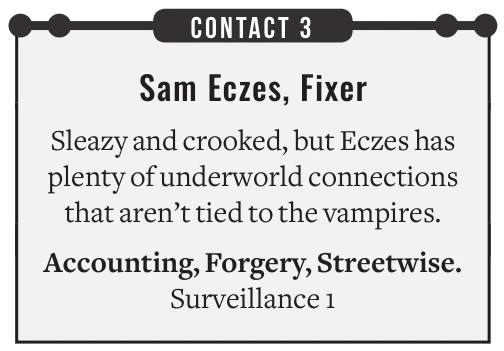 CONTACT 3
Sam Eczes, Fixer
Sleazy and crooked, but Eczes has
plenty of underworld connections
that aren’t tied to the vampires.
Accounting, Forgery, Streetwise.
Surveillance 1